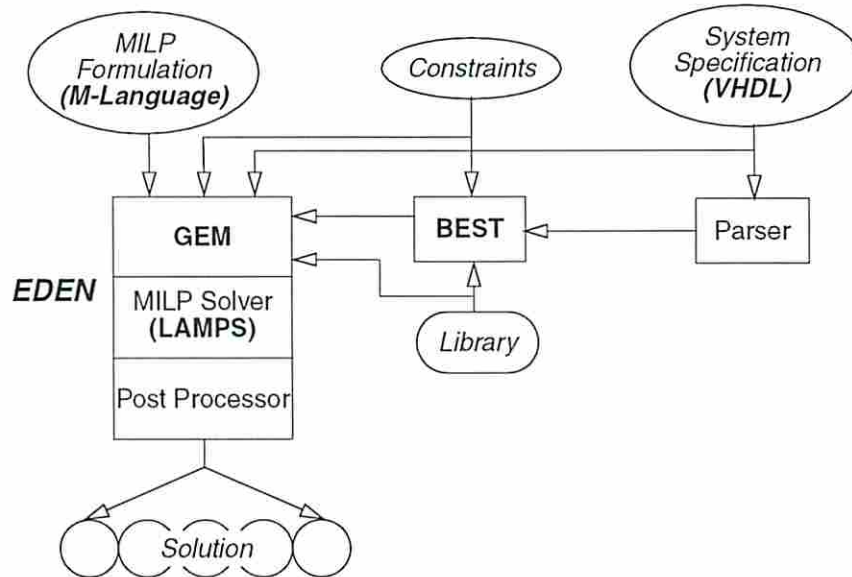 MILP
Formulation
(M-Language)
Constraints
System
Specification
(VHDL)
GEM
BEST
Parser
EDEN
MILP Solver
(LAMPS)
Library
Post Processor
Solution